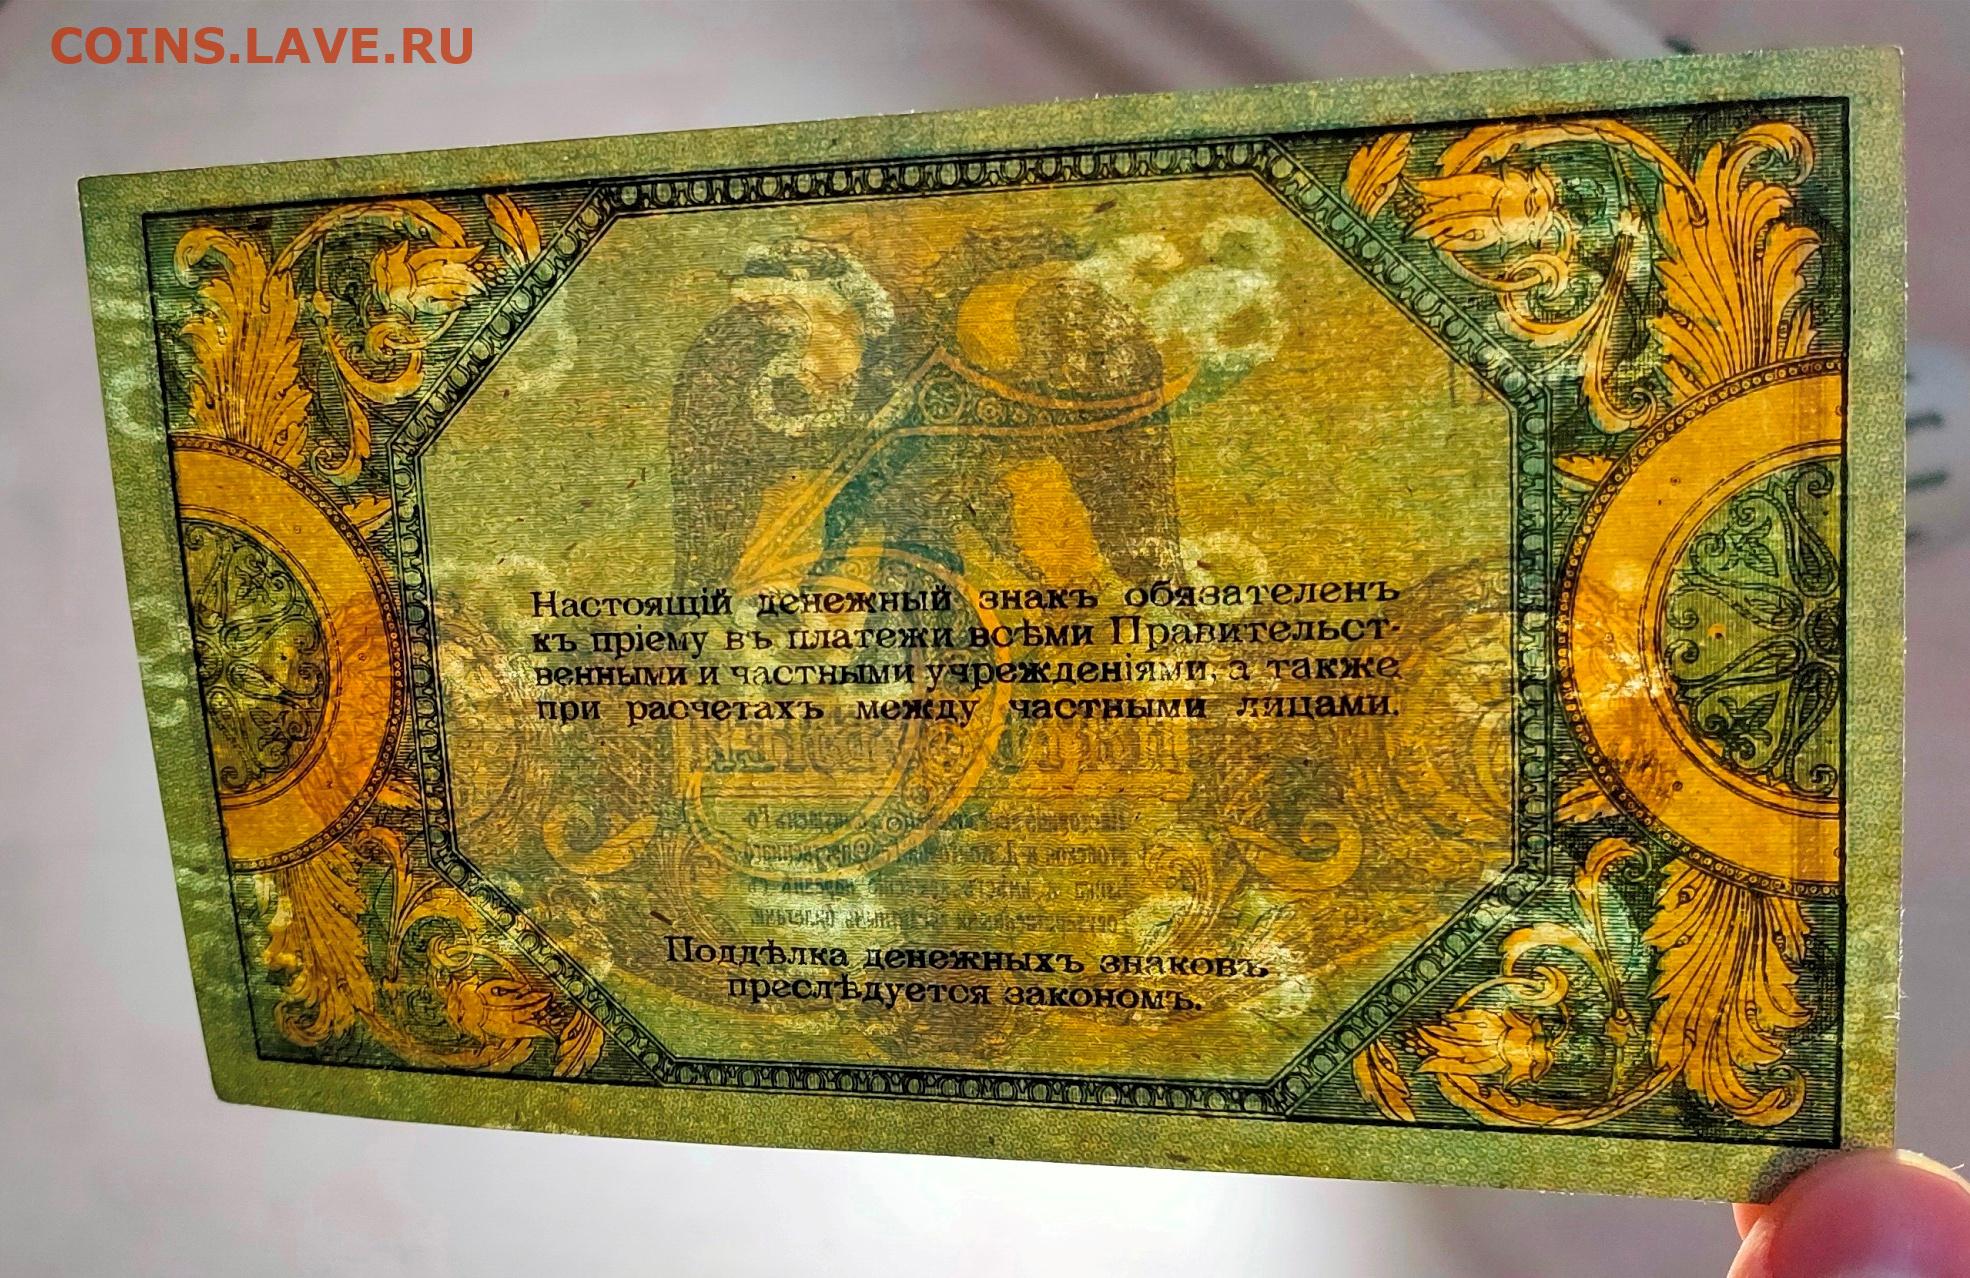 COINS.LAVE.RU
Настоящій денежный знакъ обязателенъ
къ пріему въ платежи всѣми Правительст-
венными и частными учрежденіями, а также
при расчетахъ между частными лицами.
Поддѣлка денежныхъ знаковъ
преслѣдуется закономъ.